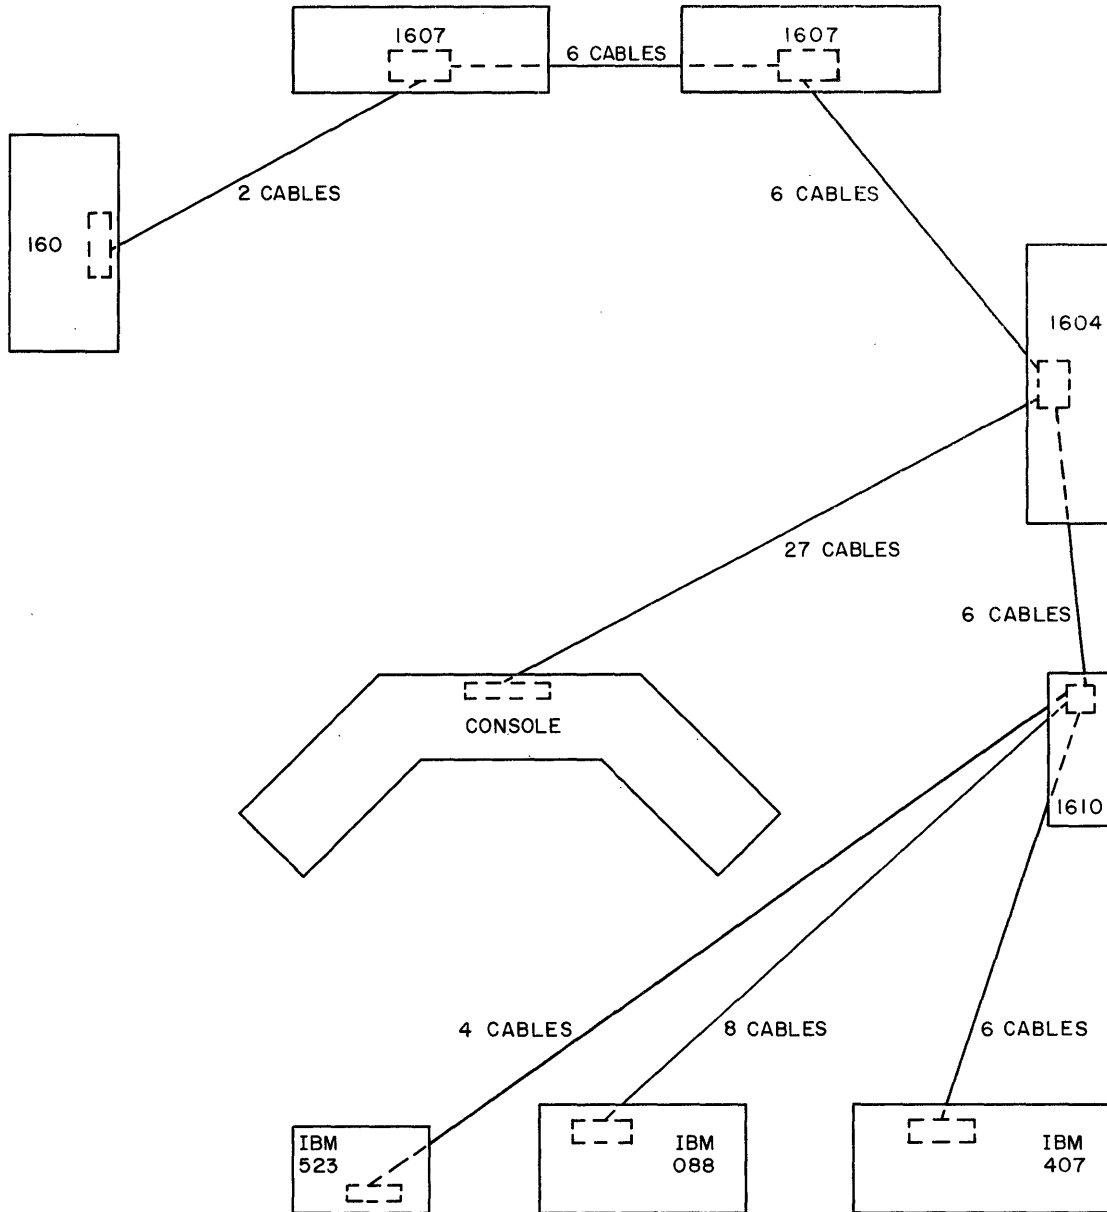 1607
6 CABLES
1607
2 CABLES
6 CABLES
160
1604
27 CABLES
6 CABLES
CONSOLE
1610
4 CABLES
8 CABLES
6 CABLES
IBM
523
IBM
088
IBM
407